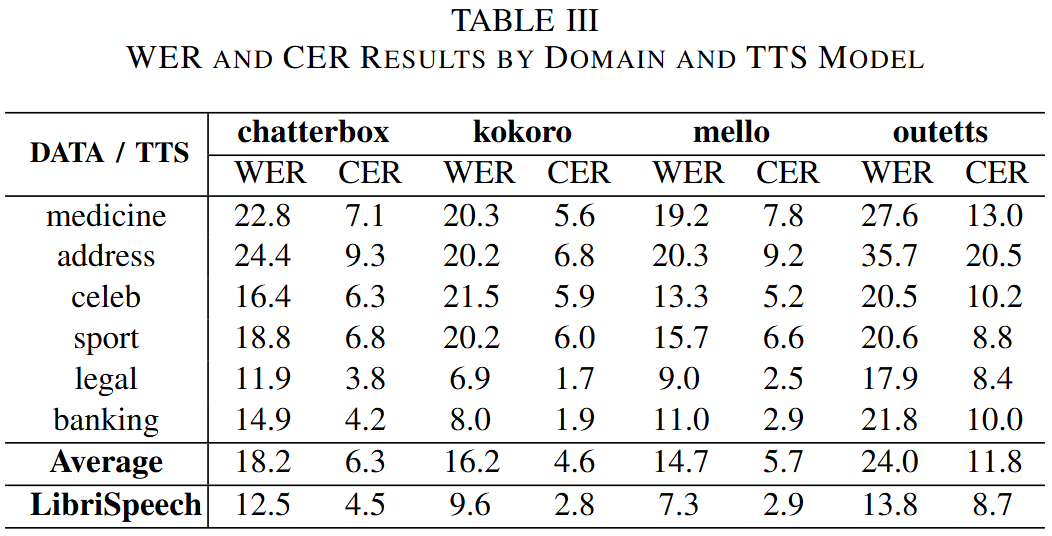 TABLE III
WER AND CER RESULTS BY DOMAIN AND TTS MODEL
DATA / TTS chatterbox kokoro mello outetts
WER CER WER CER WER CER WER CER
medicine 22.8 7.1 20.3 5.6 19.2 7.8 27.6 13.0
address 24.4 9.3 20.2 6.8 20.3 9.2 35.7 20.5
celeb 16.4 6.3 21.5 5.9 13.3 5.2 20.5 10.2
sport 18.8 6.8 20.2 6.0 15.7 6.6 20.6 8.8
legal 11.9 3.8 6.9 1.7 9.0 2.5 17.9 8.4
banking 14.9 4.2 8.0 1.9 11.0 2.9 21.8 10.0
Average 18.2 6.3 16.2 4.6 14.7 5.7 24.0 11.8
LibriSpeech 12.5 4.5 9.6 2.8 7.3 2.9 13.8 8.7